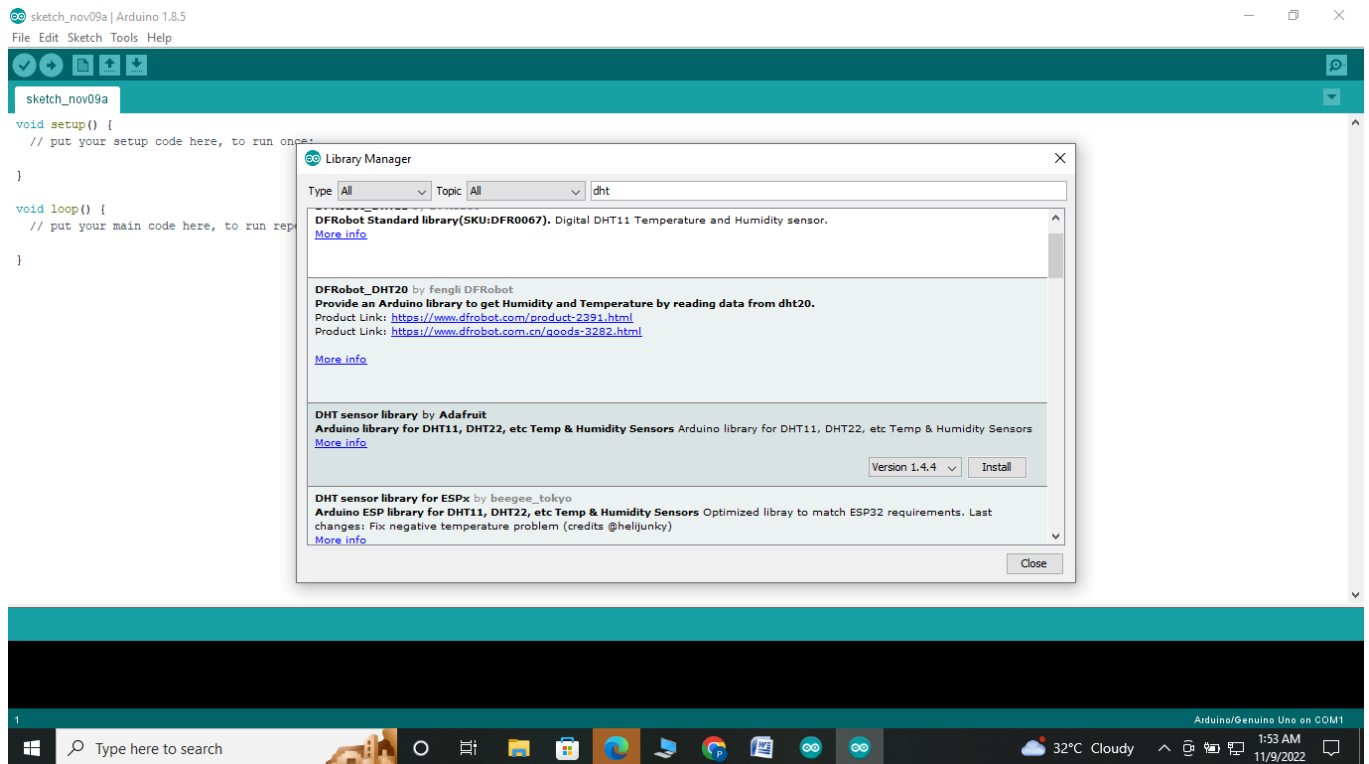 sketch_nov09a | Arduino 1.8.5
File Edit Sketch Tools Help
sketch_nov09a
void setup() {
// put your setup code here, to run once:
}
void loop() {
// put your main code here, to run repe
}
Library Manager
Type All Topic All dht
DFRobot Standard library(SKU:DFR0067). Digital DHT11 Temperature and Humidity sensor.
More info
DFRobot_DHT20 by fengli DFRobot
Provide an Arduino library to get Humidity and Temperature by reading data from dht20.
Product Link: https://www.dfrobot.com/product-2391.html
Product Link: https://www.dfrobot.com.cn/goods-3282.html
More info
DHT sensor library by Adafruit
Arduino library for DHT11, DHT22, etc Temp & Humidity Sensors Arduino library for DHT11, DHT22, etc Temp & Humidity Sensors
More info
Version 1.4.4 Install
DHT sensor library for ESPx by beegee_tokyo
Arduino ESP library for DHT11, DHT22, etc Temp & Humidity Sensors Optimized libray to match ESP32 requirements. Last
changes: Fix negative temperature problem (credits @helijunky)
More info
Close
1
Arduino/Genuino Uno on COM1
Type here to search
32°C Cloudy
1:53 AM
11/9/2022